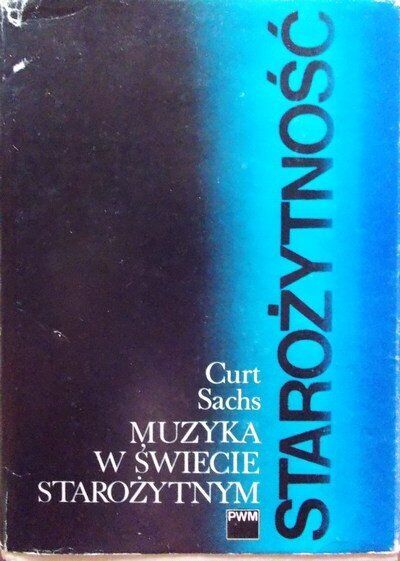 Curt
Sachs
MUZYKA
W ŚWIECIE
STAROŻYTNYM
PWM
STAROŻYTNOŚĆ